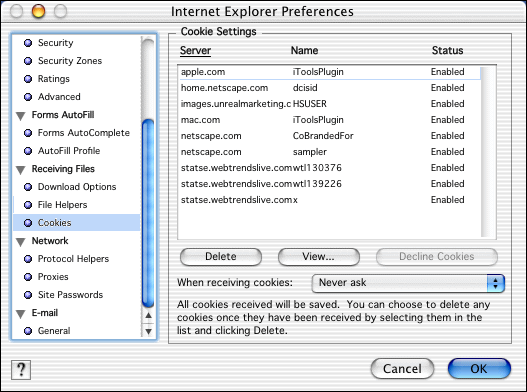 Internet Explorer Preferences
Security
Security Zones
Ratings
Advanced
Forms AutoFill
Forms AutoComplete
AutoFill Profile
Receiving Files
Download Options
File Helpers
Cookies
Network
Protocol Helpers
Proxies
Site Passwords
E-mail
General
Cookie Settings
Server Name Status
apple.com iToolsPlugin Enabled
home.netscape.com dcisid Enabled
images.unrealmarketing.c HSUSER Enabled
mac.com iToolsPlugin Enabled
netscape.com CoBrandedFor Enabled
netscape.com sampler Enabled
statse.webtrendslive.com wtl130376 Enabled
statse.webtrendslive.com wtl139226 Enabled
statse.webtrendslive.com x Enabled
Delete View... Decline Cookies
When receiving cookies: Never ask
All cookies received will be saved. You can choose to delete any
cookies once they have been received by selecting them in the
list and clicking Delete.
? Cancel OK